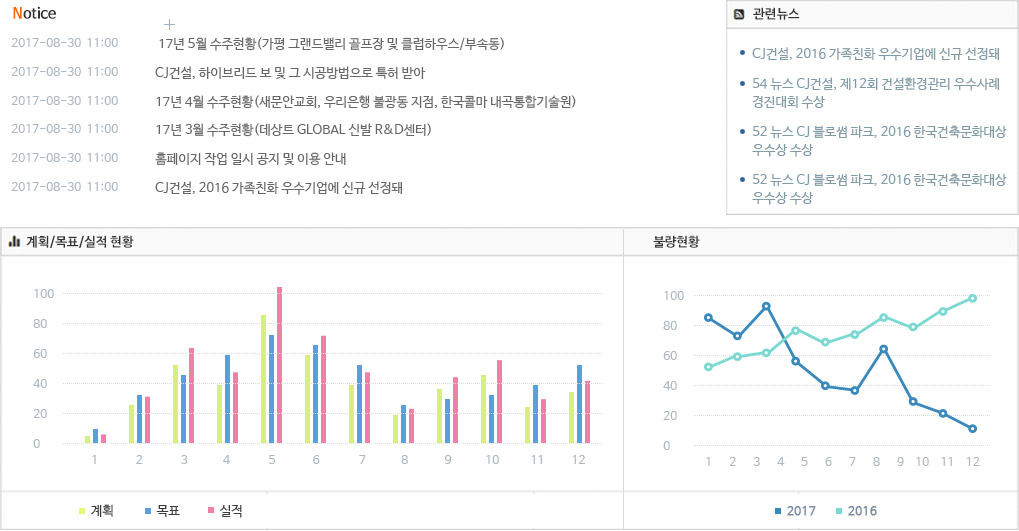 Notice
2017-08-30 11:00 17년 5월 수주현황(가평 그랜드밸리 골프장 및 클럽하우스/부속동)
2017-08-30 11:00 CJ건설, 하이브리드 보 및 그 시공방법으로 특허 받아
2017-08-30 11:00 17년 4월 수주현황(새문안교회, 우리은행 불광동 지점, 한국콜마 내곡통합기술원)
2017-08-30 11:00 17년 3월 수주현황(데상트 GLOBAL 신발 R&D센터)
2017-08-30 11:00 홈페이지 작업 일시 공지 및 이용 안내
2017-08-30 11:00 CJ건설, 2016 가족친화 우수기업에 신규 선정돼
관련뉴스
CJ건설, 2016 가족친화 우수기업에 신규 선정돼
54 뉴스 CJ건설, 제12회 건설환경관리 우수사례
경진대회 수상
52 뉴스 CJ 블로썸 파크, 2016 한국건축문화대상
우수상 수상
52 뉴스 CJ 블로썸 파크, 2016 한국건축문화대상
우수상 수상
계획/목표/실적 현황
100
80
60
40
20
0
1 2 3 4 5 6 7 8 9 10 11 12
계획 목표 실적
불량현황
100
80
60
40
20
0
1 2 3 4 5 6 7 8 9 10 11 12
2017 2016